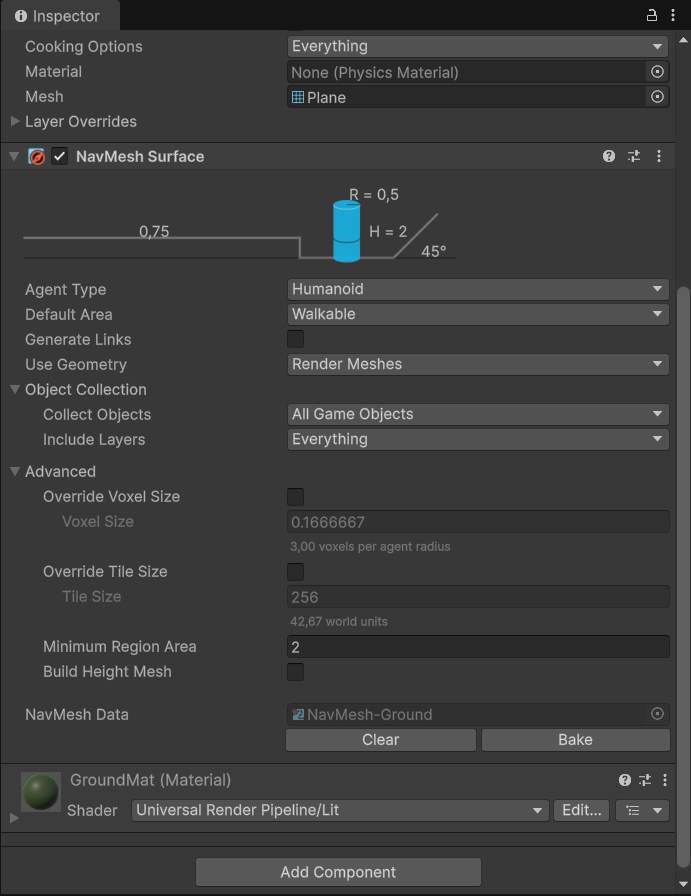 Inspector
Cooking Options Everything
Material None (Physics Material)
Mesh Plane
Layer Overrides
NavMesh Surface
R = 0,5
0,75 H = 2
45°
Agent Type Humanoid
Default Area Walkable
Generate Links
Use Geometry Render Meshes
Object Collection
Collect Objects All Game Objects
Include Layers Everything
Advanced
Override Voxel Size
Voxel Size 0.1666667
3,00 voxels per agent radius
Override Tile Size
Tile Size 256
42,67 world units
Minimum Region Area 2
Build Height Mesh
NavMesh Data NavMesh-Ground
Clear Bake
GroundMat (Material)
Shader Universal Render Pipeline/Lit Edit...
Add Component